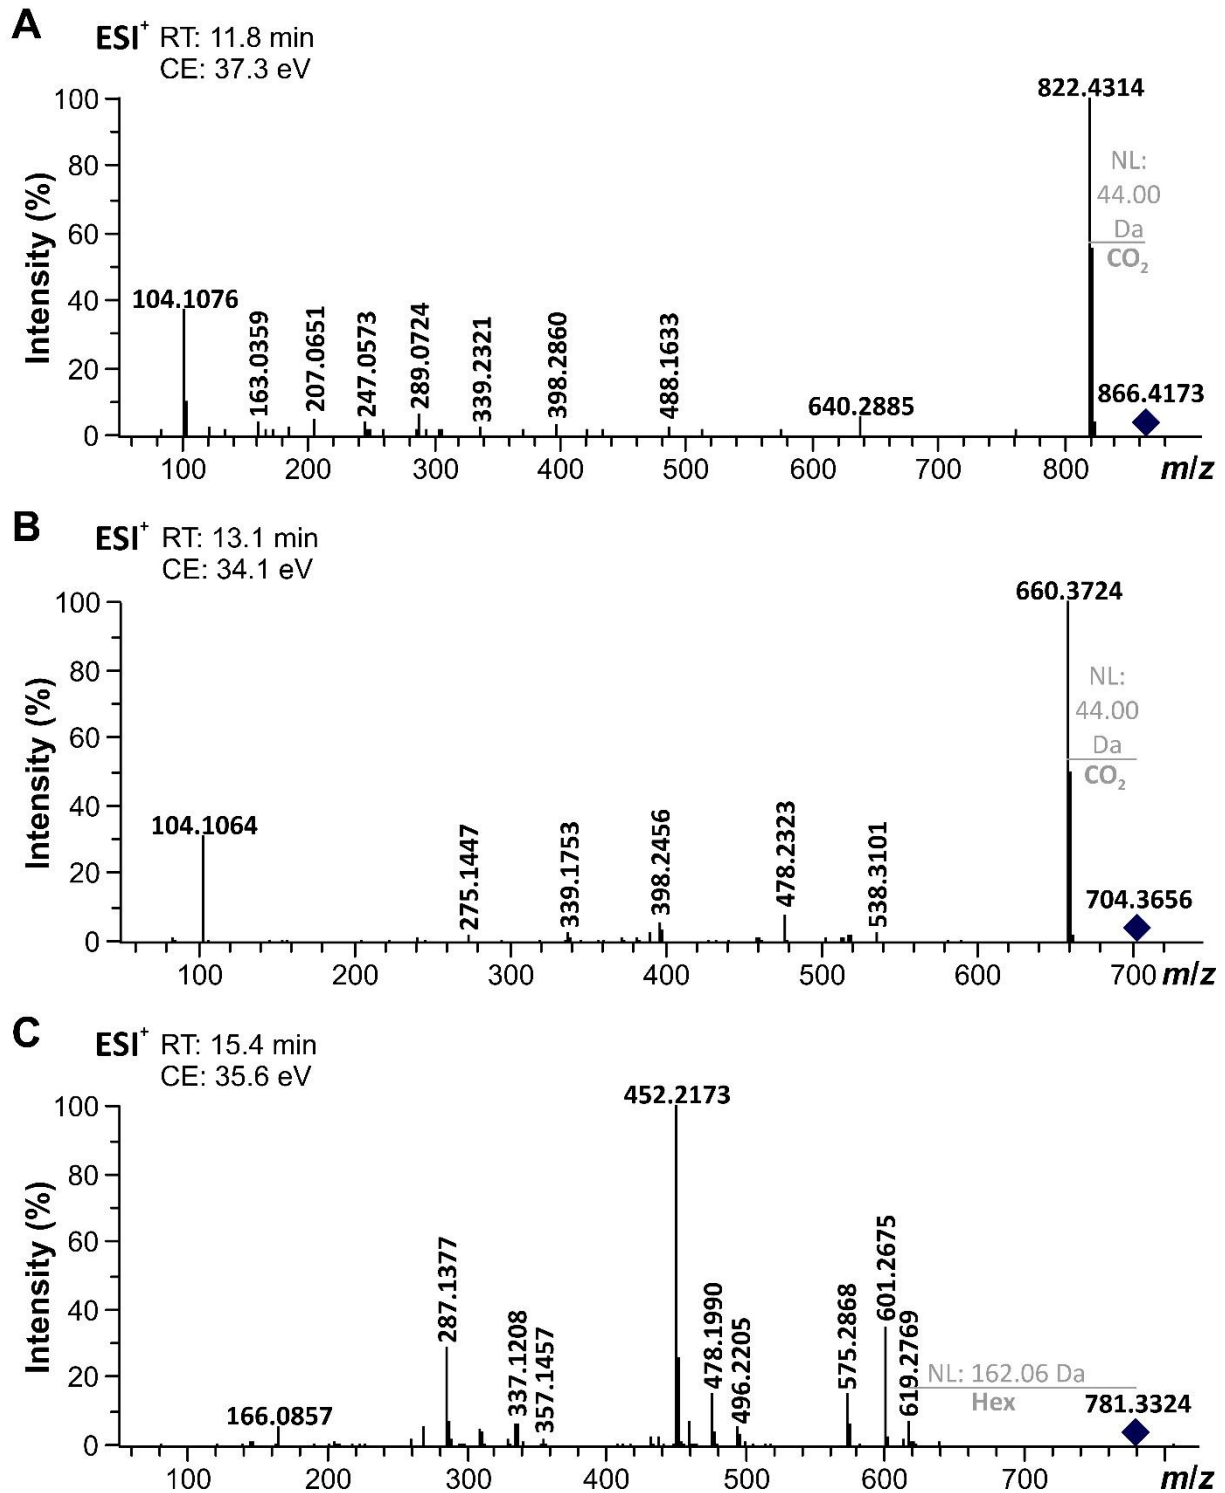 A
ESI⁺ RT: 11.8 min
CE: 37.3 eV
Intensity (%)
100
80
60
40
20
0
104.1076
163.0359
207.0651
247.0573
289.0724
339.2321
398.2860
488.1633
640.2885
822.4314
NL:
44.00
Da
CO₂
866.4173
100 200 300 400 500 600 700 800 m/z
B
ESI⁺ RT: 13.1 min
CE: 34.1 eV
Intensity (%)
100
80
60
40
20
0
104.1064
275.1447
339.1753
398.2456
478.2323
538.3101
660.3724
NL:
44.00
Da
CO₂
704.3656
100 200 300 400 500 600 700 m/z
C
ESI⁺ RT: 15.4 min
CE: 35.6 eV
Intensity (%)
100
80
60
40
20
0
166.0857
287.1377
337.1208
357.1457
452.2173
478.1990
496.2205
575.2868
601.2675
619.2769
NL: 162.06 Da
Hex
781.3324
100 200 300 400 500 600 700 m/z